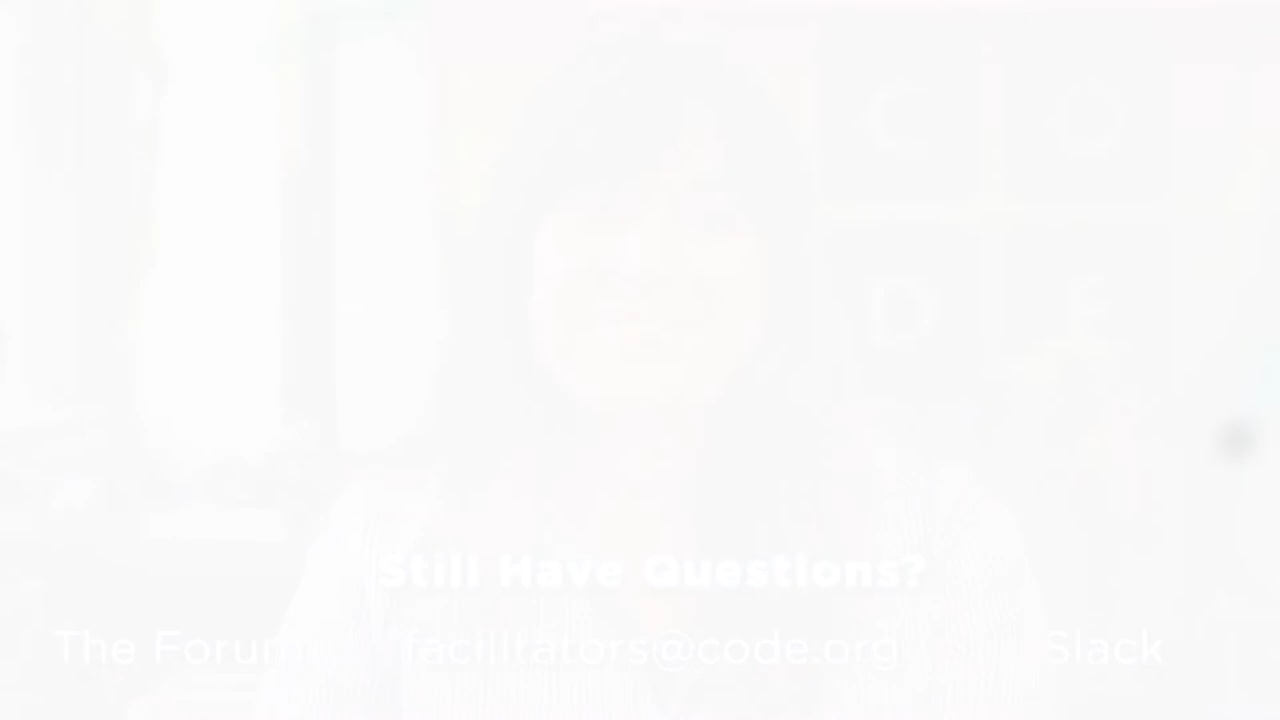 C O
D E
Still Have Questions?
The Forum facilitators@code.org Slack